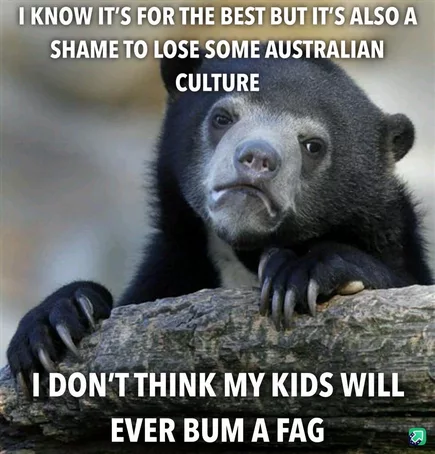 I KNOW IT'S FOR THE BEST BUT IT'S ALSO A
SHAME TO LOSE SOME AUSTRALIAN
CULTURE
I DON'T THINK MY KIDS WILL
EVER BUM A FAG